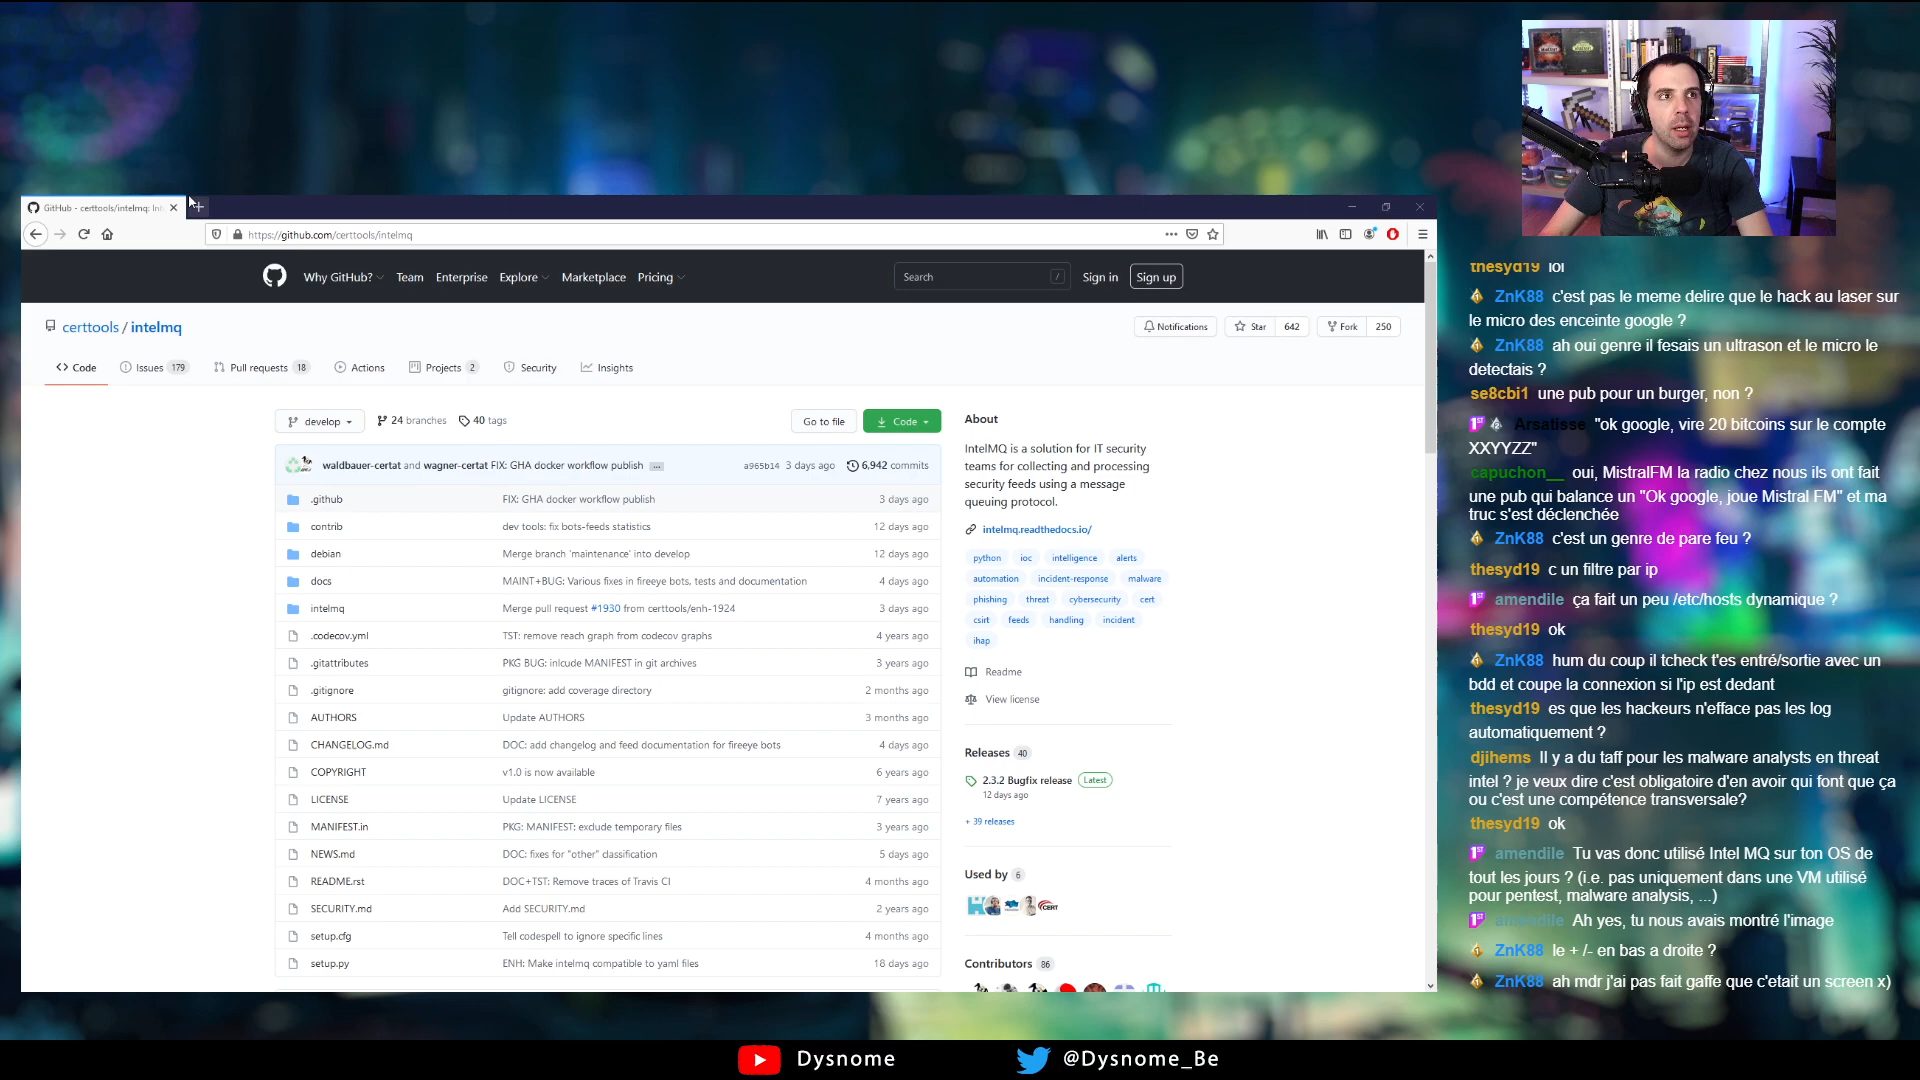 GitHub - certtools/intelmq: Int
https://github.com/certtools/intelmq
Why GitHub? Team Enterprise Explore Marketplace Pricing Search / Sign in Sign up
certtools / intelmq
Notifications Star 642 Fork 250
Code Issues 179 Pull requests 18 Actions Projects 2 Security Insights
develop 24 branches 40 tags Go to file Code
waldbauer-certat and wagner-certat FIX: GHA docker workflow publish ... a965b14 3 days ago 6,942 commits
.github FIX: GHA docker workflow publish 3 days ago
contrib dev tools: fix bots-feeds statistics 12 days ago
debian Merge branch 'maintenance' into develop 12 days ago
docs MAINT+BUG: Various fixes in fireeye bots, tests and documentation 4 days ago
intelmq Merge pull request #1930 from certtools/enh-1924 3 days ago
.codecov.yml TST: remove reach graph from codecov graphs 4 years ago
.gitattributes PKG BUG: inlcude MANIFEST in git archives 3 years ago
.gitignore gitignore: add coverage directory 2 months ago
AUTHORS Update AUTHORS 3 months ago
CHANGELOG.md DOC: add changelog and feed documentation for fireeye bots 4 days ago
COPYRIGHT v1.0 is now available 6 years ago
LICENSE Update LICENSE 7 years ago
MANIFEST.in PKG: MANIFEST: exclude temporary files 3 years ago
NEWS.md DOC: fixes for "other" classification 5 days ago
README.rst DOC+TST: Remove traces of Travis CI 4 months ago
SECURITY.md Add SECURITY.md 2 years ago
setup.cfg Tell codespell to ignore specific lines 4 months ago
setup.py ENH: Make intelmq compatible to yaml files 18 days ago
About
IntelMQ is a solution for IT security
teams for collecting and processing
security feeds using a message
queuing protocol.
intelmq.readthedocs.io/
python ioc intelligence alerts
automation incident-response malware
phishing threat cybersecurity cert
csirt feeds handling incident
ihap
Readme
View license
Releases 40
2.3.2 Bugfix release Latest
12 days ago
+ 39 releases
Used by 6
CERT
Contributors 86
thesyd19 lol
ZnK88 c'est pas le meme delire que le hack au laser sur
le micro des enceinte google ?
ZnK88 ah oui genre il fesais un ultrason et le micro le
detectais ?
se8cbi1 une pub pour un burger, non ?
Arsatisse "ok google, vire 20 bitcoins sur le compte
XXYYZZ"
capuchon__ oui, MistralFM la radio chez nous ils ont fait
une pub qui balance un "Ok google, joue Mistral FM" et ma
truc s'est déclenchée
ZnK88 c'est un genre de pare feu ?
thesyd19 c un filtre par ip
amendile ça fait un peu /etc/hosts dynamique ?
thesyd19 ok
ZnK88 hum du coup il tcheck t'es entré/sortie avec un
bdd et coupe la connexion si l'ip est dedant
thesyd19 es que les hackeurs n'efface pas les log
automatiquement ?
djihems Il y a du taff pour les malware analysts en threat
intel ? je veux dire c'est obligatoire d'en avoir qui font que ça
ou c'est une compétence transversale?
thesyd19 ok
amendile Tu vas donc utilisé Intel MQ sur ton OS de
tout les jours ? (i.e. pas uniquement dans une VM utilisé
pour pentest, malware analysis, ...)
amendile Ah yes, tu nous avais montré l'image
ZnK88 le + /- en bas a droite ?
ZnK88 ah mdr j'ai pas fait gaffe que c'etait un screen x)
Dysnome @Dysnome_Be